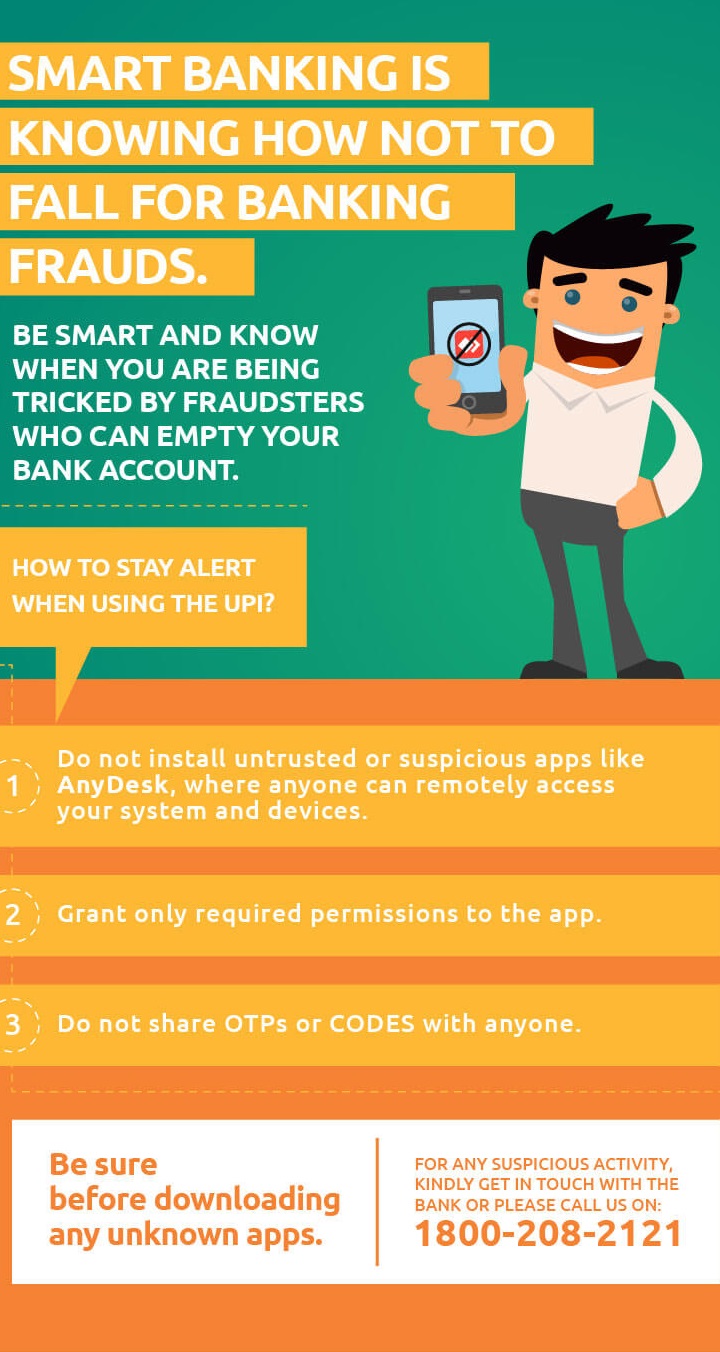 SMART BANKING IS
KNOWING HOW NOT TO
FALL FOR BANKING
FRAUDS.
BE SMART AND KNOW
WHEN YOU ARE BEING
TRICKED BY FRAUDSTERS
WHO CAN EMPTY YOUR
BANK ACCOUNT.
HOW TO STAY ALERT
WHEN USING THE UPI?
1
Do not install untrusted or suspicious apps like
AnyDesk, where anyone can remotely access
your system and devices.
2
Grant only required permissions to the app.
3
Do not share OTPs or CODES with anyone.
Be sure
before downloading
any unknown apps.
FOR ANY SUSPICIOUS ACTIVITY,
KINDLY GET IN TOUCH WITH THE
BANK OR PLEASE CALL US ON:
1800-208-2121